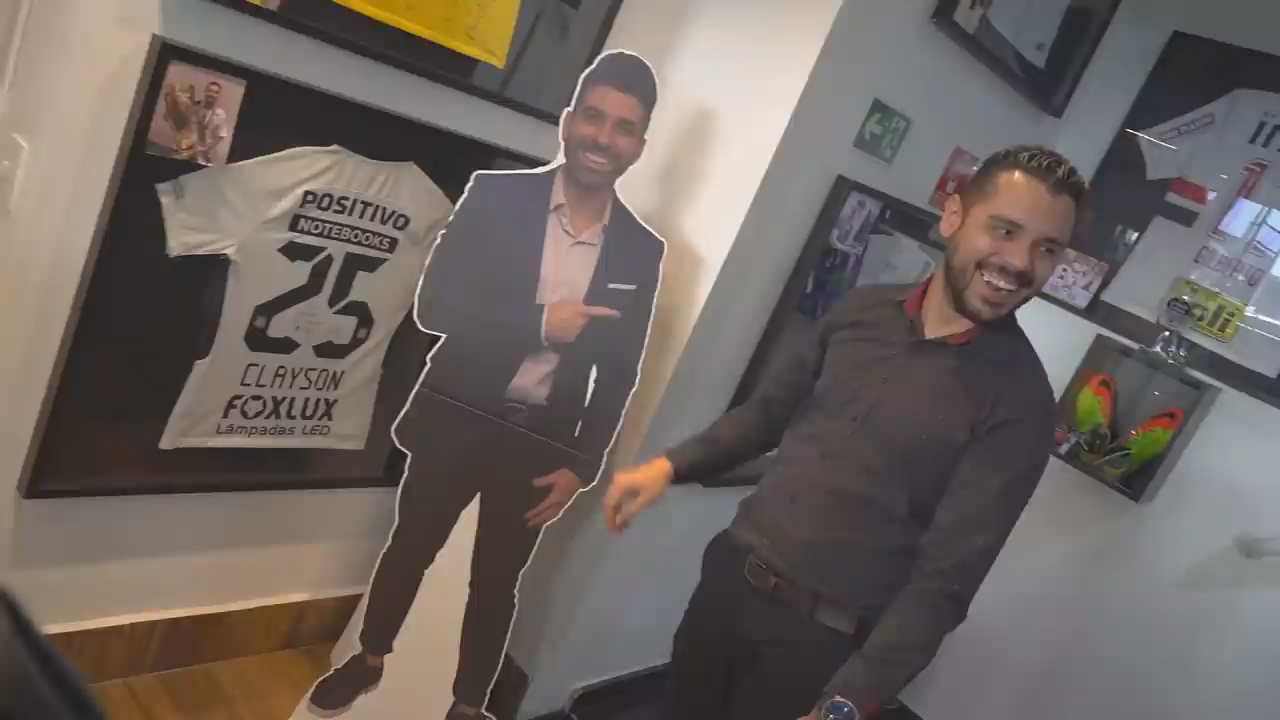 POSITIVO
NOTEBOOKS
25
CLAYSON
FOXLUX
Lâmpadas LED